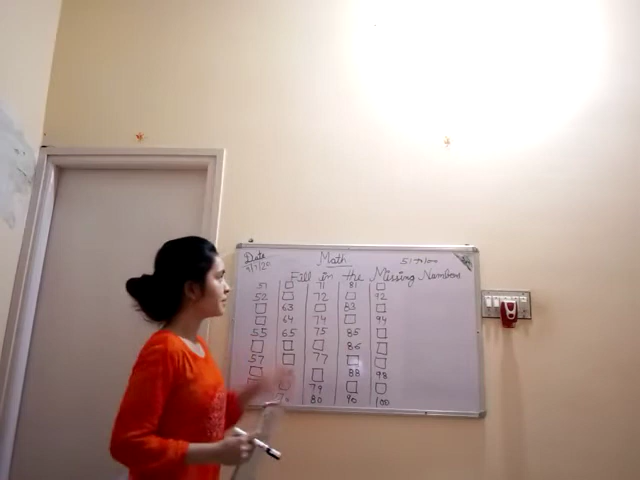 Date Math 51 to 100
Fill in the Missing Numbers
51 □ 71 81 □
52 □ 72 □ 92
□ 63 □ 83 □
□ 64 74 □ 94
55 65 75 85 □
□ □ □ 86 □
57 □ 77 □ □
□ □ 88 98
□ 79 □ □
80 90 100